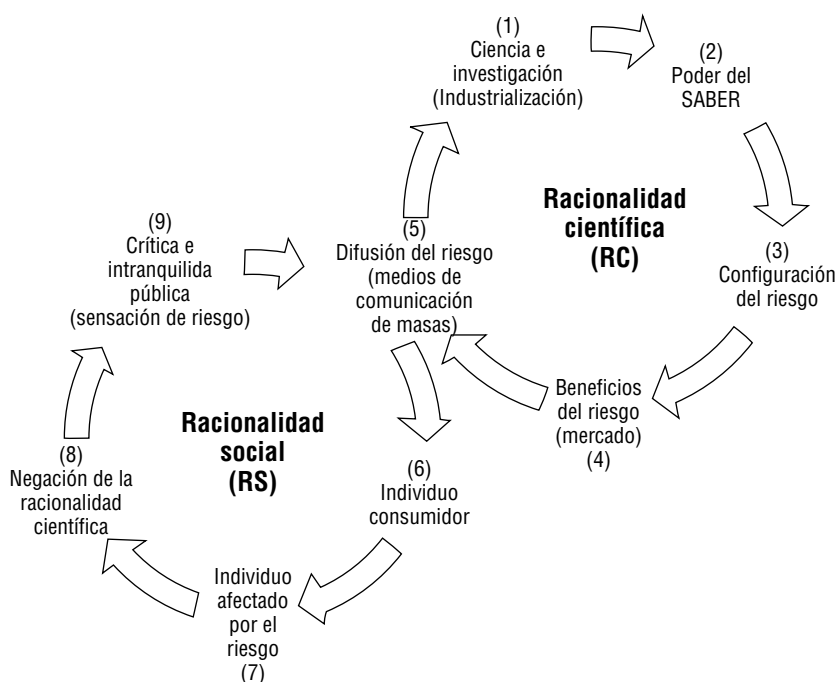 (1)
Ciencia e
investigación
(Industrialización)
(2)
Poder del
SABER
Racionalidad
científica
(RC)
(3)
Configuración
del riesgo
Beneficios
del riesgo
(mercado)
(4)
(5)
Difusión del riesgo
(medios de
comunicación
de masas)
(6)
Individuo
consumidor
Individuo
afectado
por el
riesgo
(7)
(8)
Negación de la
racionalidad
científica
(9)
Crítica e
intranquilida
pública
(sensación de riesgo)
Racionalidad
social
(RS)